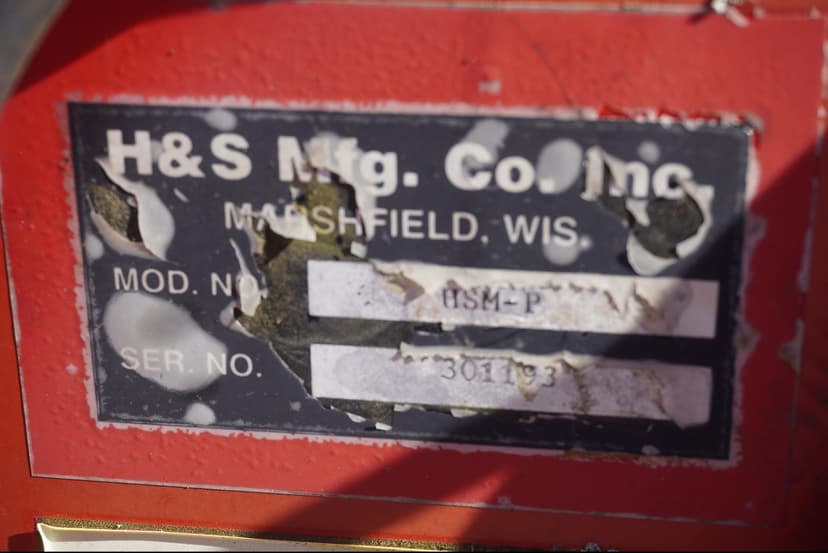 H&S Mfg. Co. Inc.
MARSHFIELD, WIS.
MOD. NO. HSM-P
SER. NO. 301193